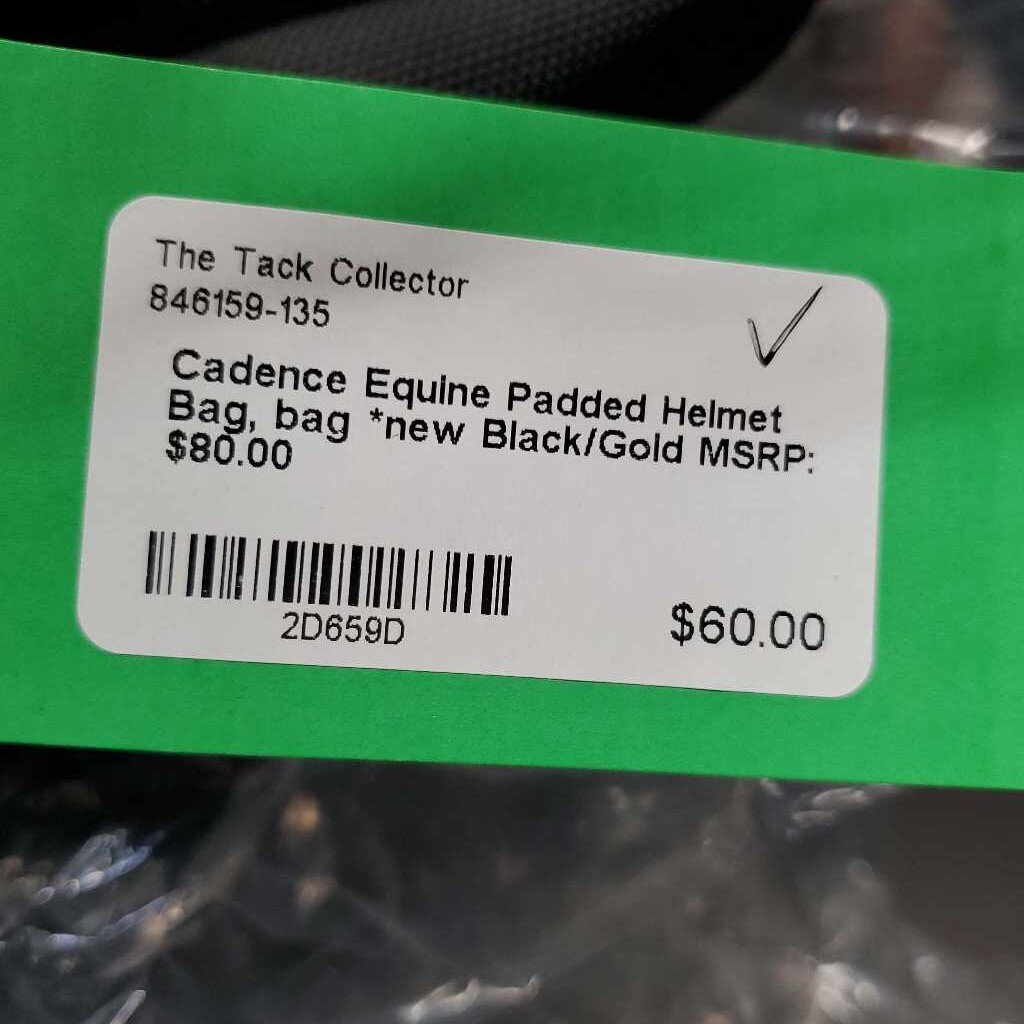 The Tack Collector
846159-135
Cadence Equine Padded Helmet
Bag, bag *new Black/Gold MSRP:
$80.00
2D659D
$60.00